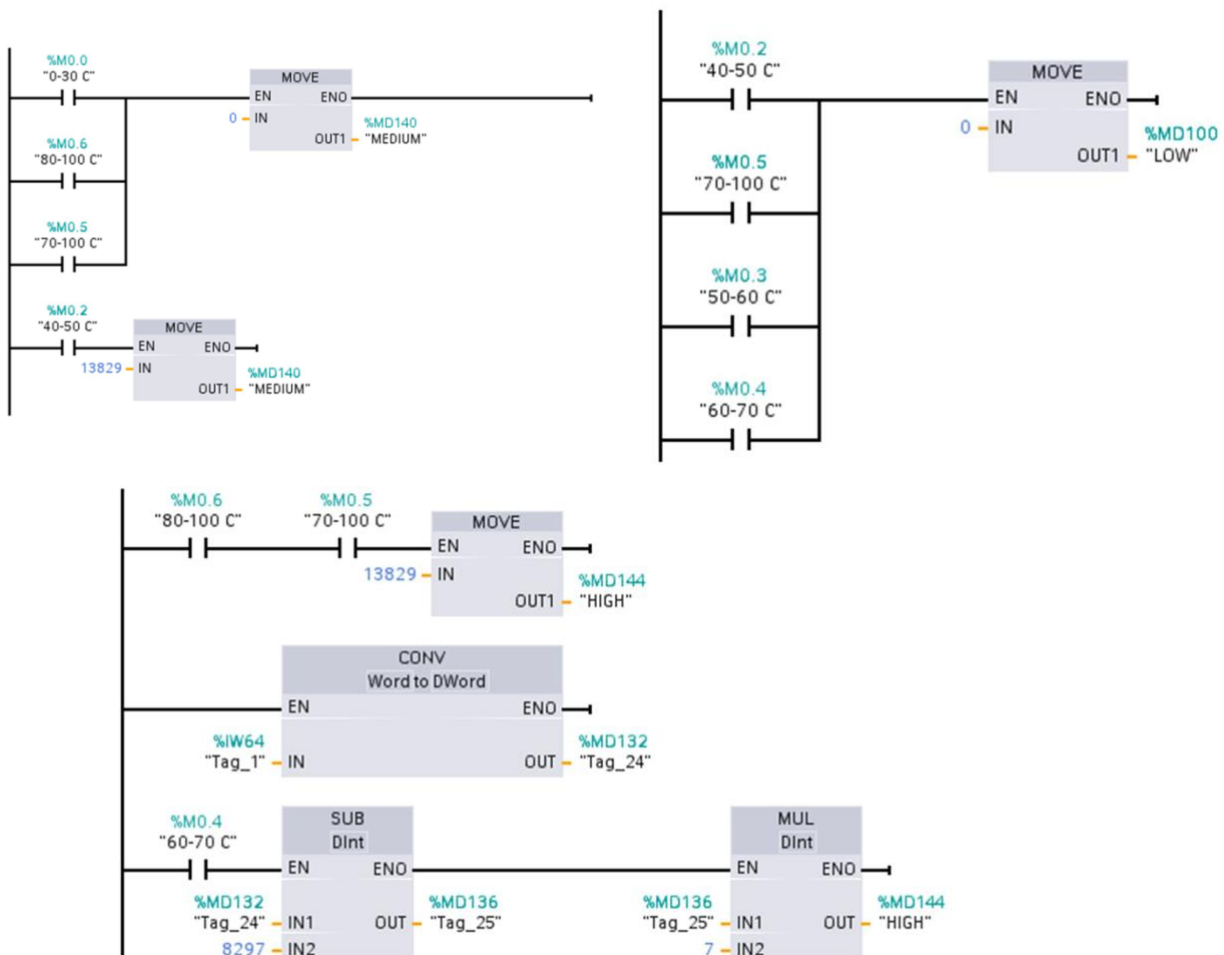 %M0.0
"0-30 C"
MOVE
EN ENO
0 IN
%MD140
OUT1 "MEDIUM"
%M0.6
"80-100 C"
%M0.5
"70-100 C"
%M0.2
"40-50 C"
MOVE
EN ENO
13829 IN
%MD140
OUT1 "MEDIUM"
%M0.2
"40-50 C"
MOVE
EN ENO
0 IN
%MD100
OUT1 "LOW"
%M0.5
"70-100 C"
%M0.3
"50-60 C"
%M0.4
"60-70 C"
%M0.6 %M0.5
"80-100 C" "70-100 C"
MOVE
EN ENO
13829 IN
%MD144
OUT1 "HIGH"
CONV
Word to DWord
EN ENO
%IW64 %MD132
"Tag_1" IN OUT "Tag_24"
%M0.4
"60-70 C"
SUB
DInt
EN ENO
%MD132 %MD136
"Tag_24" IN1 OUT "Tag_25"
8297 IN2
MUL
DInt
EN ENO
%MD136 %MD144
"Tag_25" IN1 OUT "HIGH"
7 IN2